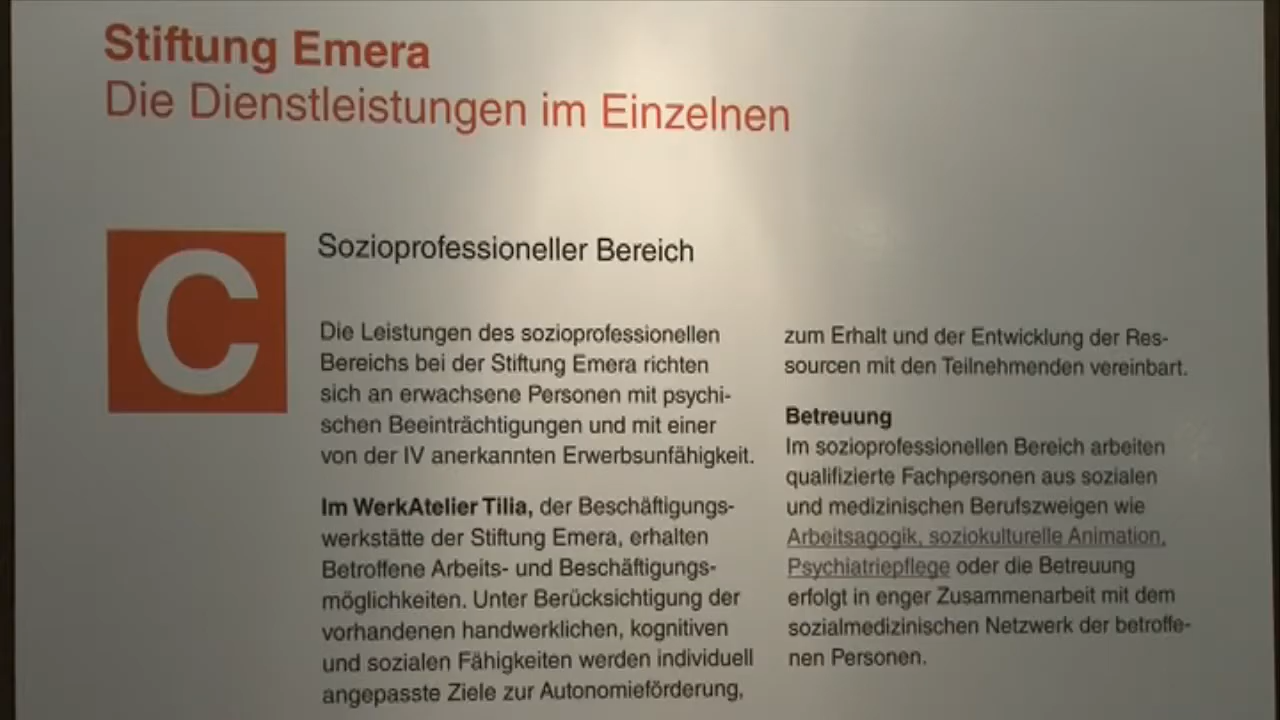 Stiftung Emera
Die Dienstleistungen im Einzelnen
C
Sozioprofessioneller Bereich
Die Leistungen des sozioprofessionellen
Bereichs bei der Stiftung Emera richten
sich an erwachsene Personen mit psychi-
schen Beeinträchtigungen und mit einer
von der IV anerkannten Erwerbsunfähigkeit.
Im WerkAtelier Tilia, der Beschäftigungs-
werkstätte der Stiftung Emera, erhalten
Betroffene Arbeits- und Beschäftigungs-
möglichkeiten. Unter Berücksichtigung der
vorhandenen handwerklichen, kognitiven
und sozialen Fähigkeiten werden individuell
angepasste Ziele zur Autonomieförderung,
zum Erhalt und der Entwicklung der Res-
sourcen mit den Teilnehmenden vereinbart.
Betreuung
Im sozioprofessionellen Bereich arbeiten
qualifizierte Fachpersonen aus sozialen
und medizinischen Berufszweigen wie
Arbeitsagogik, soziokulturelle Animation,
Psychiatriepflege oder die Betreuung
erfolgt in enger Zusammenarbeit mit dem
sozialmedizinischen Netzwerk der betroffe-
nen Personen.